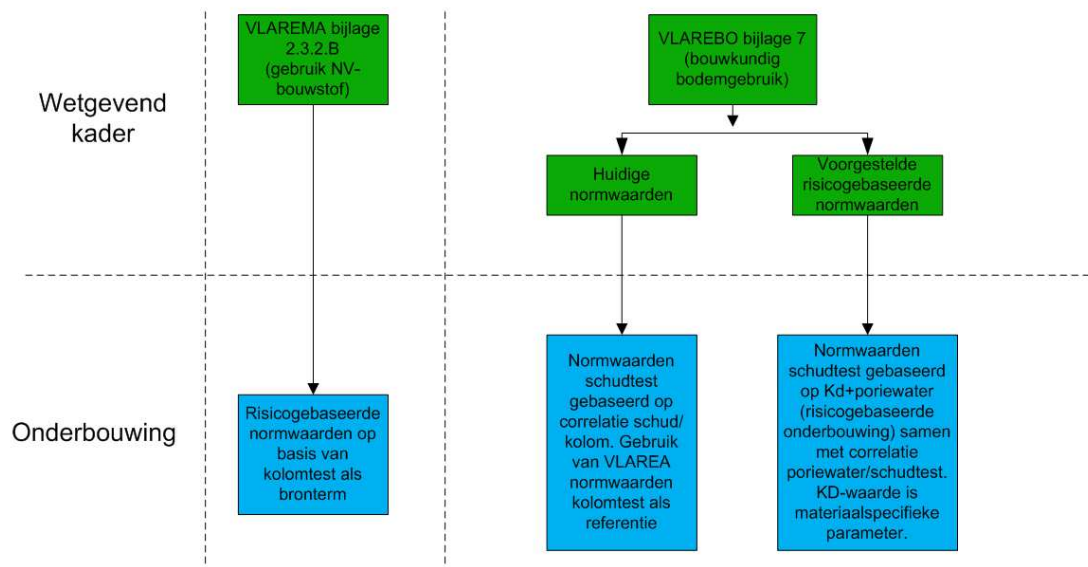 Wetgevend
kader
VLAREMA bijlage
2.3.2.B
(gebruik NV-
bouwstof)
VLAREBO bijlage 7
(bouwkundig
bodemgebruik)
Huidige
normwaarden
Voorgestelde
risicogebaseerde
normwaarden
Onderbouwing
Risicogebaseerde
normwaarden op
basis van
kolomtest als
bronterm
Normwaarden
schudtest
gebaseerd op
correlatie schud/
kolom. Gebruik
van VLAREA
normwaarden
kolomtest als
referentie
Normwaarden
schudtest gebaseerd
op Kd+poriewater
(risicogebaseerde
onderbouwing) samen
met correlatie
poriewater/schudtest.
KD-waarde is
materiaalspecifieke
parameter.